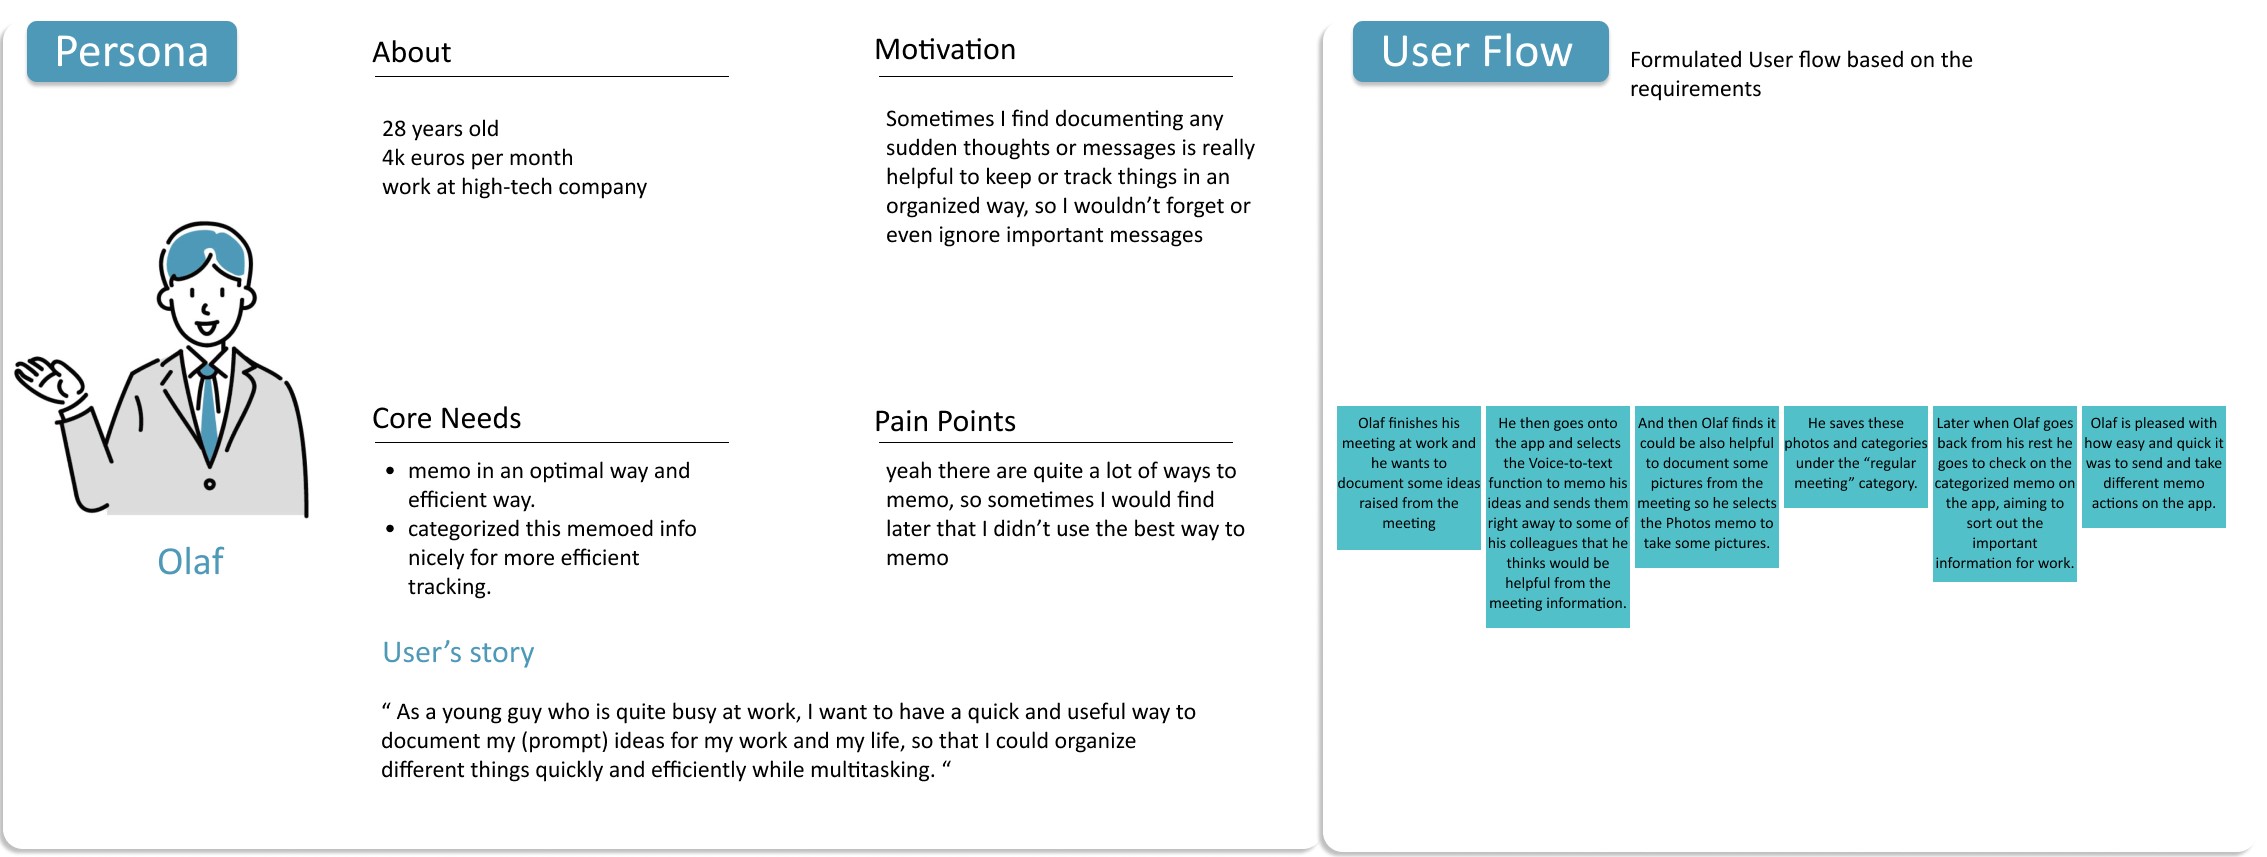 Persona
About
28 years old
4k euros per month
work at high-tech company
Motivation
Sometimes I find documenting any
sudden thoughts or messages is really
helpful to keep or track things in an
organized way, so I wouldn’t forget or
even ignore important messages
Olaf
Core Needs
• memo in an optimal way and
efficient way.
• categorized this memoed info
nicely for more efficient
tracking.
Pain Points
yeah there are quite a lot of ways to
memo, so sometimes I would find
later that I didn’t use the best way to
memo
User’s story
“ As a young guy who is quite busy at work, I want to have a quick and useful way to
document my (prompt) ideas for my work and my life, so that I could organize
different things quickly and efficiently while multitasking. “
User Flow
Formulated User flow based on the
requirements
Olaf finishes his
meeting at work and
he wants to
document some ideas
raised from the
meeting
He then goes onto
the app and selects
the Voice-to-text
function to memo his
ideas and sends them
right away to some of
his colleagues that he
thinks would be
helpful from the
meeting information.
And then Olaf finds it
could be also helpful
to document some
pictures from the
meeting so he selects
the Photos memo to
take some pictures.
He saves these
photos and categories
under the “regular
meeting” category.
Later when Olaf goes
back from his rest he
goes to check on the
categorized memo on
the app, aiming to
sort out the
important
information for work.
Olaf is pleased with
how easy and quick it
was to send and take
different memo
actions on the app.